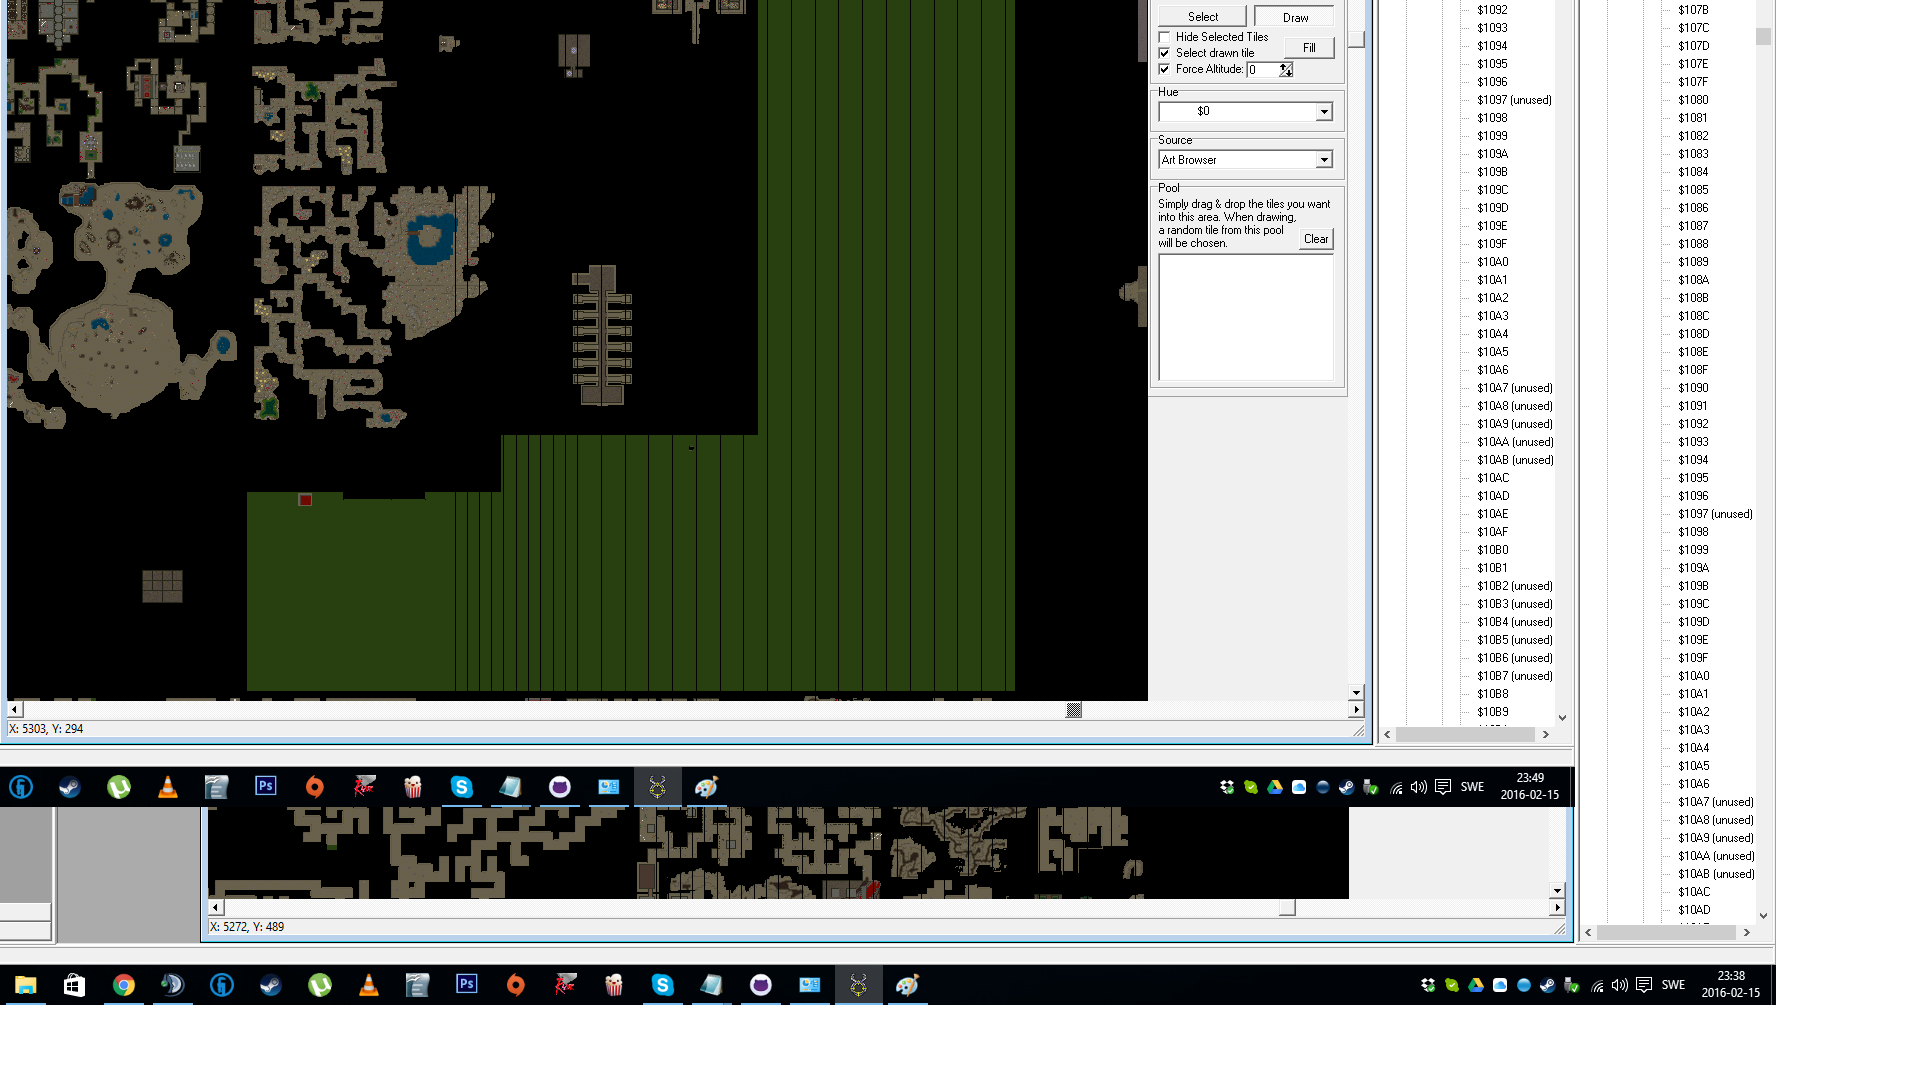 Select
Draw
Hide Selected Tiles
Select drawn tile
Fill
Force Altitude: 0
Hue
$0
Source
Art Browser
Pool
Simply drag & drop the tiles you want
into this area. When drawing,
a random tile from this pool
will be chosen.
Clear
X: 5303, Y: 294
$1092
$1093
$1094
$1095
$1096
$1097 (unused)
$1098
$1099
$109A
$109B
$109C
$109D
$109E
$109F
$10A0
$10A1
$10A2
$10A3
$10A4
$10A5
$10A6
$10A7 (unused)
$10A8 (unused)
$10A9 (unused)
$10AA (unused)
$10AB (unused)
$10AC
$10AD
$10AE
$10AF
$10B0
$10B1
$10B2 (unused)
$10B3 (unused)
$10B4 (unused)
$10B5 (unused)
$10B6 (unused)
$10B7 (unused)
$10B8
$10B9
$107B
$107C
$107D
$107E
$107F
$1080
$1081
$1082
$1083
$1084
$1085
$1086
$1087
$1088
$1089
$108A
$108B
$108C
$108D
$108E
$108F
$1090
$1091
$1092
$1093
$1094
$1095
$1096
$1097 (unused)
$1098
$1099
$109A
$109B
$109C
$109D
$109E
$109F
$10A0
$10A1
$10A2
$10A3
$10A4
$10A5
$10A6
$10A7 (unused)
$10A8 (unused)
$10A9 (unused)
$10AA (unused)
$10AB (unused)
$10AC
$10AD
Ps
SWE
23:49
2016-02-15
X: 5272, Y: 489
Ps
SWE
23:38
2016-02-15